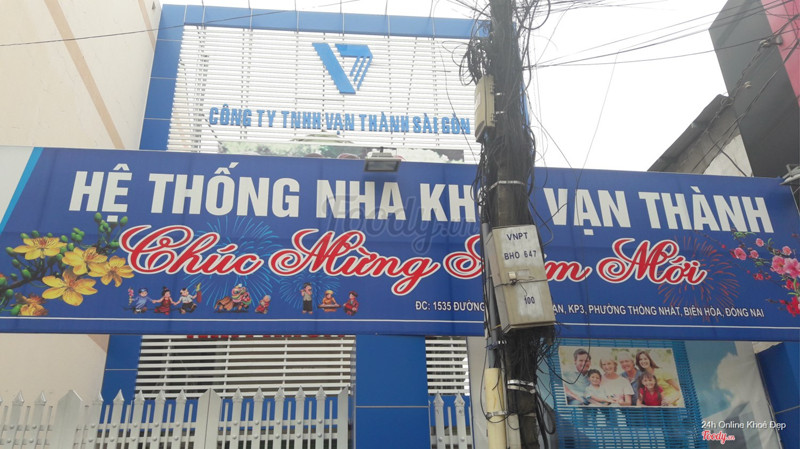 CÔNG TY TNHH VẠN THÀNH SÀI GÒN
HỆ THỐNG NHA KH VẠN THÀNH
Chúc Mừng Năm Mới
VNPT
BHO 647
100
ĐC: 1535 ĐƯỜNG AN, KP3, PHƯỜNG THỐNG NHẤT, BIÊN HÒA, ĐỒNG NAI
24h Online Khoẻ Đẹp
Foody.vn